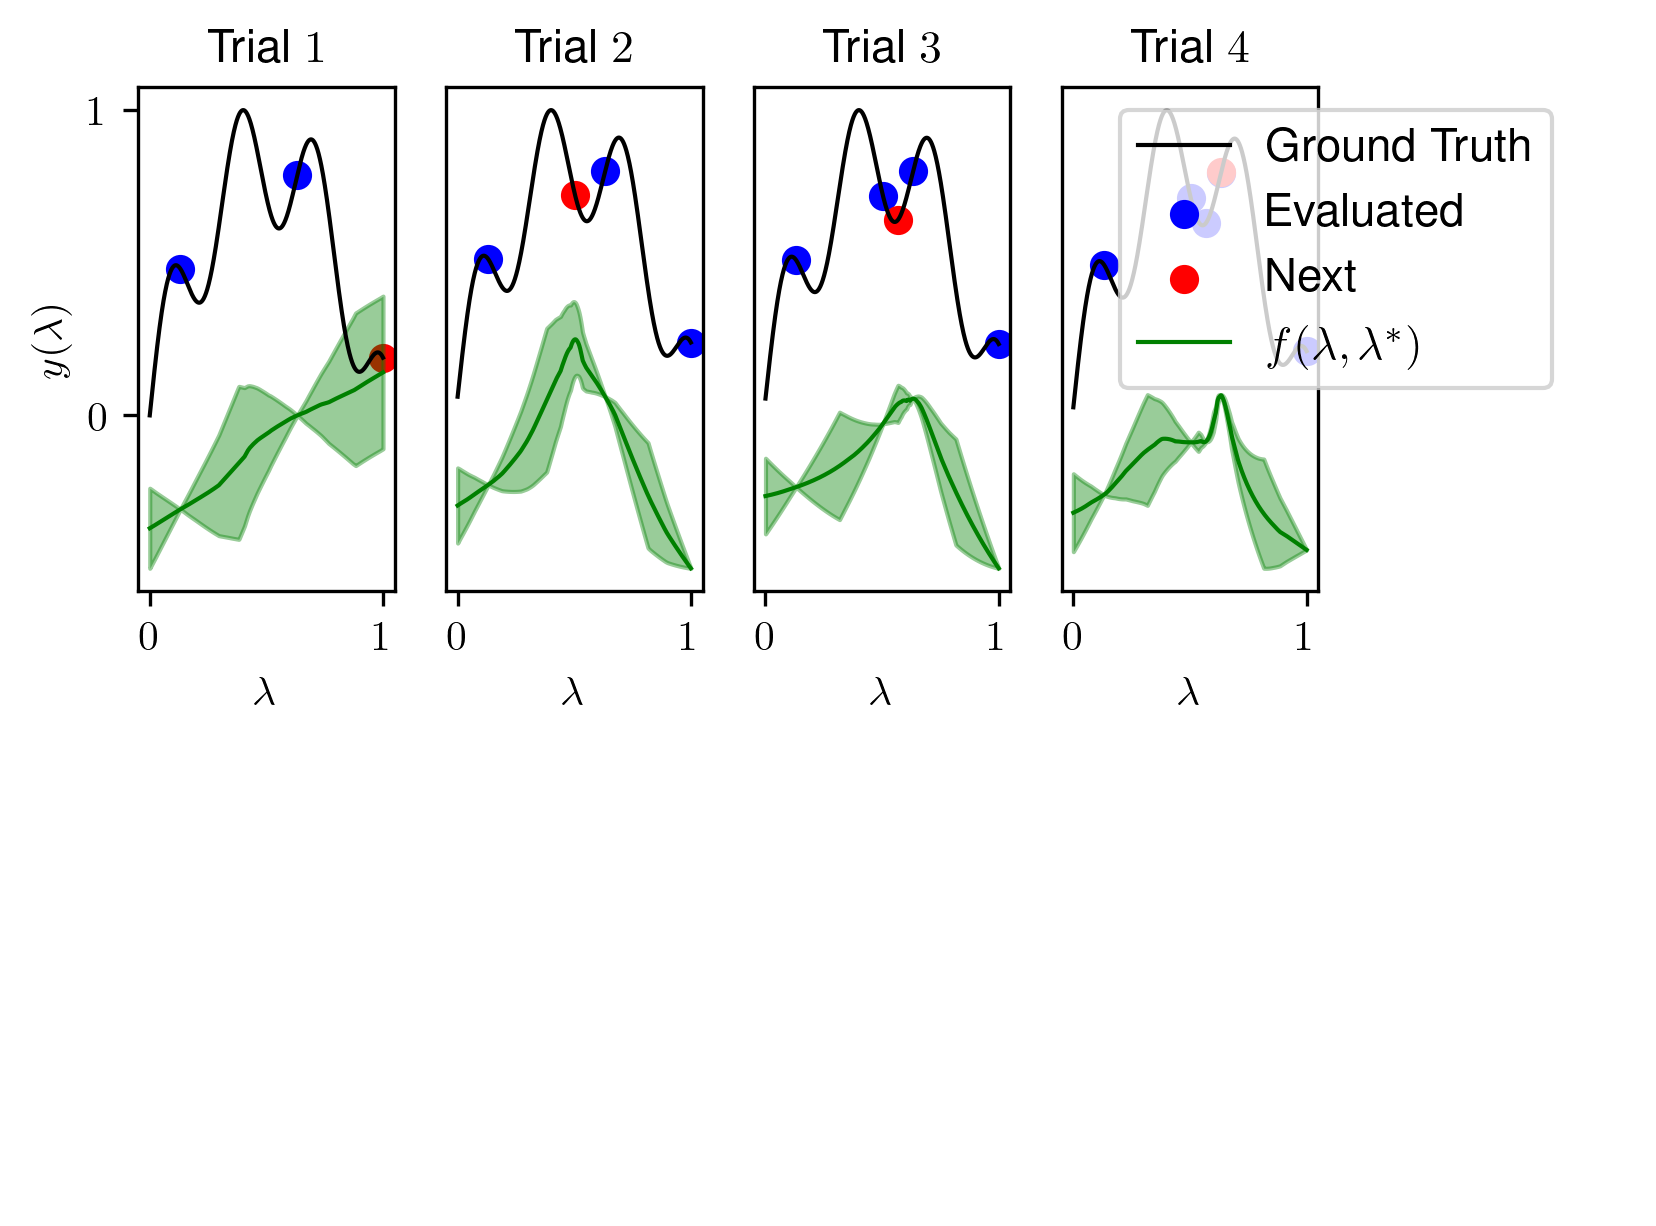 Trial 1 Trial 2 Trial 3 Trial 4
1
0
y(λ)
Ground Truth
Evaluated
Next
f(λ, λ*)
0 1 0 1 0 1 0 1
λ λ λ λ